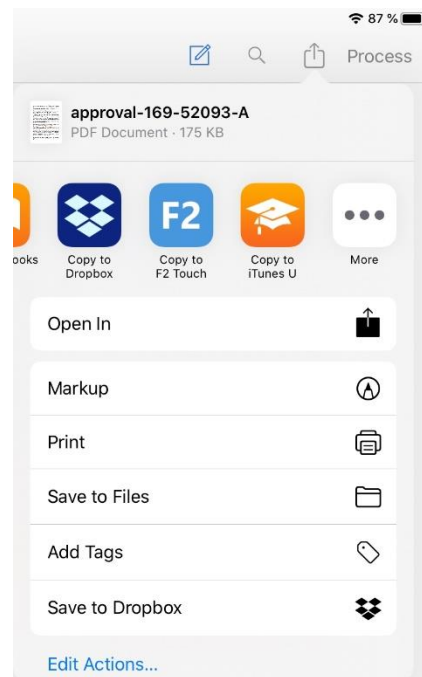 87 %
Process
approval-169-52093-A
PDF Document · 175 KB
F2
ooks
Copy to
Dropbox
Copy to
F2 Touch
Copy to
iTunes U
More
Open In
Markup
Print
Save to Files
Add Tags
Save to Dropbox
Edit Actions...